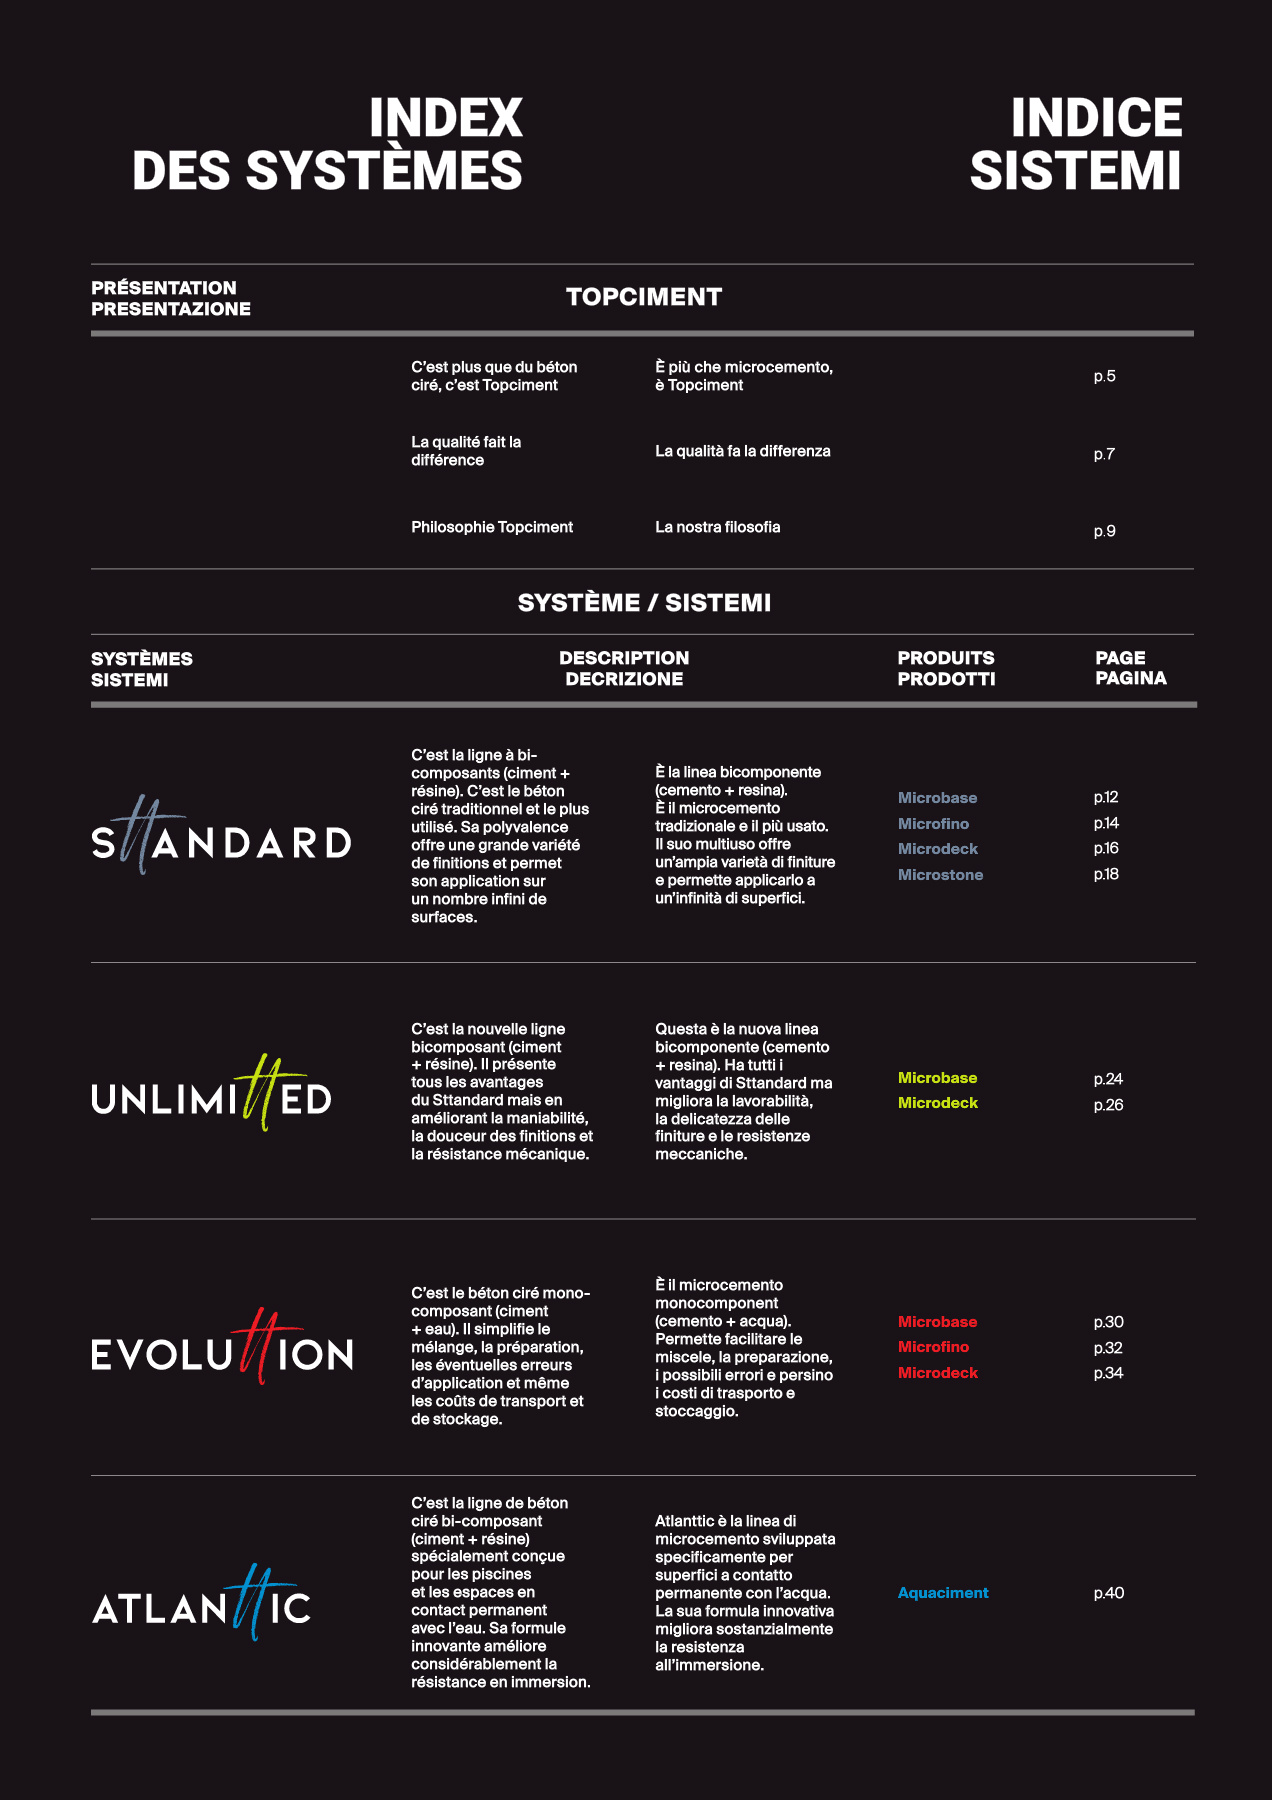 INDEX
DES SYSTÈMES
INDICE
SISTEMI
PRÉSENTATION
PRESENTAZIONE
TOPCIMENT
C'est plus que du béton
ciré, c'est Topciment
È più che microcemento,
è Topciment
p.5
La qualité fait la
différence
La qualità fa la differenza
p.7
Philosophie Topciment
La nostra filosofia
p.9
SYSTÈME / SISTEMI
SYSTÈMES
SISTEMI
DESCRIPTION
DECRIZIONE
PRODUITS
PRODOTTI
PAGE
PAGINA
STTANDARD
C'est la ligne à bi-
composants (ciment +
résine). C'est le béton
ciré traditionnel et le plus
utilisé. Sa polyvalence
offre une grande variété
de finitions et permet
son application sur
un nombre infini de
surfaces.
È la linea bicomponente
(cemento + resina).
È il microcemento
tradizionale e il più usato.
Il suo multiuso offre
un'ampia varietà di finiture
e permette applicarlo a
un'infinità di superfici.
Microbase
Microfino
Microdeck
Microstone
p.12
p.14
p.16
p.18
UNLIMITTED
C'est la nouvelle ligne
bicomposant (ciment
+ résine). Il présente
tous les avantages
du Sttandard mais en
améliorant la maniabilité,
la douceur des finitions et
la résistance mécanique.
Questa è la nuova linea
bicomponente (cemento
+ resina). Ha tutti i
vantaggi di Sttandard ma
migliora la lavorabilità,
la delicatezza delle
finiture e le resistenze
meccaniche.
Microbase
Microdeck
p.24
p.26
EVOLUTTION
C'est le béton ciré mono-
composant (ciment
+ eau). Il simplifie le
mélange, la préparation,
les éventuelles erreurs
d'application et même
les coûts de transport et
de stockage.
È il microcemento
monocomponent
(cemento + acqua).
Permette facilitare le
miscele, la preparazione,
i possibili errori e persino
i costi di trasporto e
stoccaggio.
Microbase
Microfino
Microdeck
p.30
p.32
p.34
ATLANTTIC
C'est la ligne de béton
ciré bi-composant
(ciment + résine)
spécialement conçue
pour les piscines
et les espaces en
contact permanent
avec l'eau. Sa formule
innovante améliore
considérablement la
résistance en immersion.
Atlanttic è la linea di
microcemento sviluppata
specificamente per
superfici a contatto
permanente con l'acqua.
La sua formula innovativa
migliora sostanzialmente
la resistenza
all'immersione.
Aquaciment
p.40